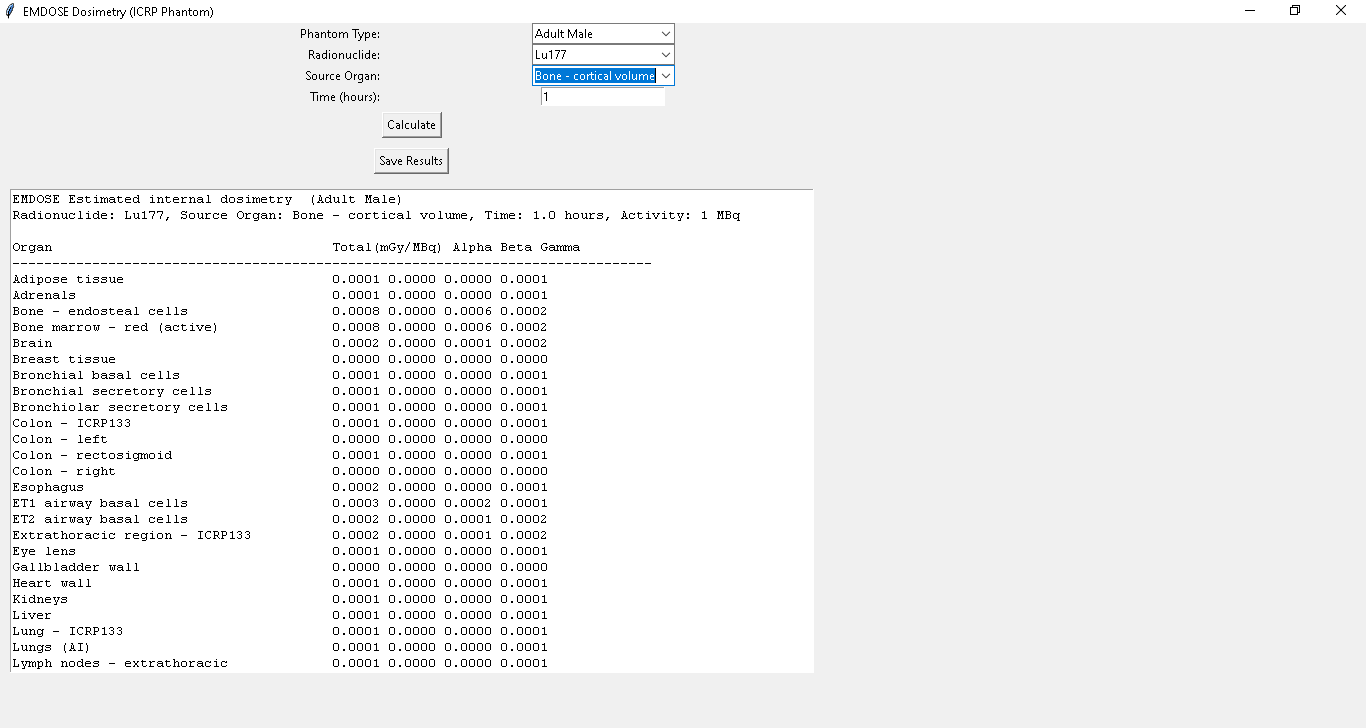 EMDOSE Dosimetry (ICRP Phantom)
Phantom Type: Adult Male
Radionuclide: Lu177
Source Organ: Bone - cortical volume
Time (hours): 1
Calculate
Save Results
EMDOSE Estimated internal dosimetry (Adult Male)
Radionuclide: Lu177, Source Organ: Bone - cortical volume, Time: 1.0 hours, Activity: 1 MBq
Organ Total(mGy/MBq) Alpha Beta Gamma
--------------------------------------------------------------------------------
Adipose tissue 0.0001 0.0000 0.0000 0.0001
Adrenals 0.0001 0.0000 0.0000 0.0001
Bone - endosteal cells 0.0008 0.0000 0.0006 0.0002
Bone marrow - red (active) 0.0008 0.0000 0.0006 0.0002
Brain 0.0002 0.0000 0.0001 0.0002
Breast tissue 0.0000 0.0000 0.0000 0.0000
Bronchial basal cells 0.0001 0.0000 0.0000 0.0001
Bronchial secretory cells 0.0001 0.0000 0.0000 0.0001
Bronchiolar secretory cells 0.0001 0.0000 0.0000 0.0001
Colon - ICRP133 0.0001 0.0000 0.0000 0.0001
Colon - left 0.0000 0.0000 0.0000 0.0000
Colon - rectosigmoid 0.0001 0.0000 0.0000 0.0001
Colon - right 0.0000 0.0000 0.0000 0.0000
Esophagus 0.0002 0.0000 0.0000 0.0001
ET1 airway basal cells 0.0003 0.0000 0.0002 0.0001
ET2 airway basal cells 0.0002 0.0000 0.0001 0.0002
Extrathoracic region - ICRP133 0.0002 0.0000 0.0001 0.0002
Eye lens 0.0001 0.0000 0.0000 0.0001
Gallbladder wall 0.0000 0.0000 0.0000 0.0000
Heart wall 0.0001 0.0000 0.0000 0.0001
Kidneys 0.0001 0.0000 0.0000 0.0001
Liver 0.0001 0.0000 0.0000 0.0001
Lung - ICRP133 0.0001 0.0000 0.0000 0.0001
Lungs (AI) 0.0001 0.0000 0.0000 0.0001
Lymph nodes - extrathoracic 0.0001 0.0000 0.0000 0.0001